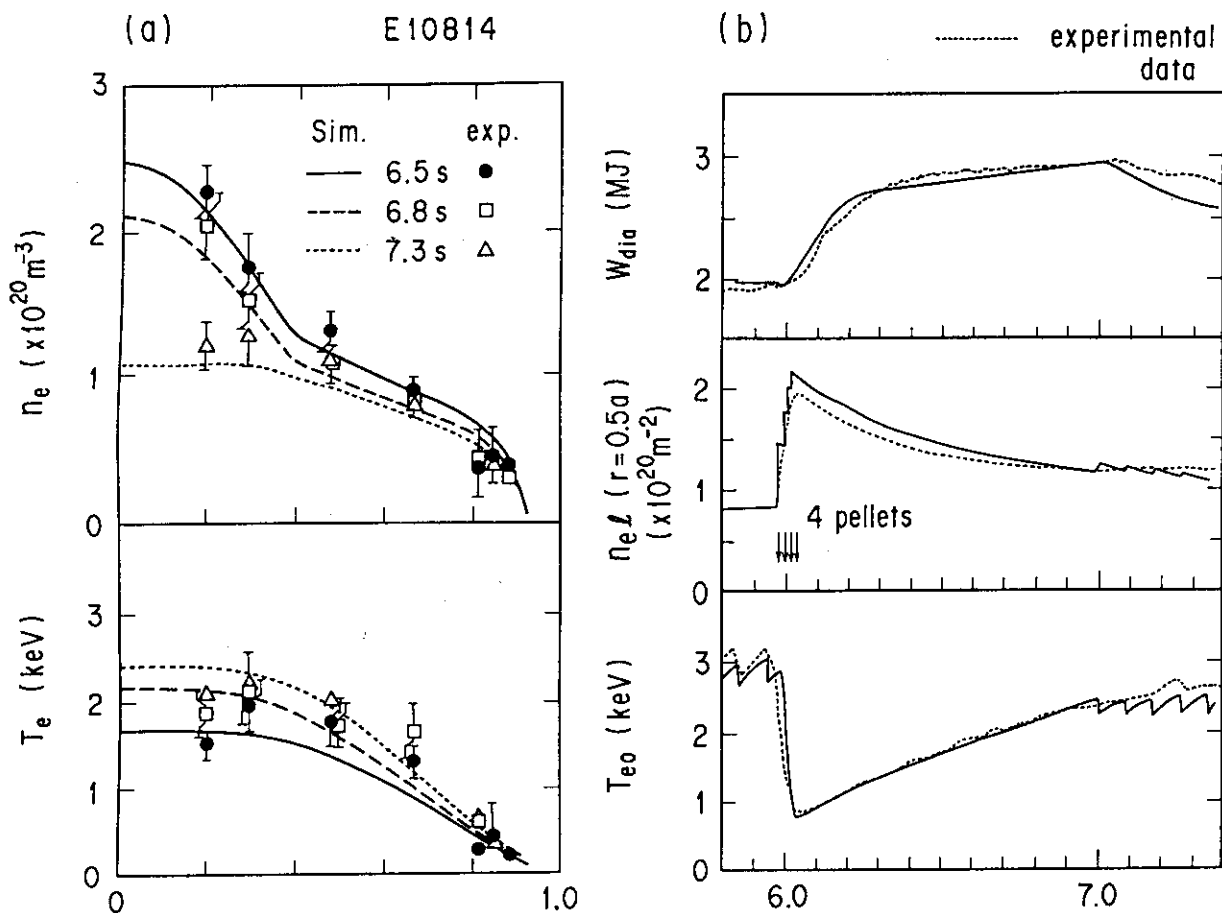 (a) E10814
3
2
1
0
n_e (x10^20 m^-3)
Sim. exp.
6.5 s
6.8 s
7.3 s
3
2
1
0
T_e (keV)
0 1.0
(b)
experimental
data
3
2
W_dia (MJ)
2
1
0
n_e l (r=0.5a)
(x10^20 m^-2)
4 pellets
3
2
1
0
T_eo (keV)
6.0 7.0